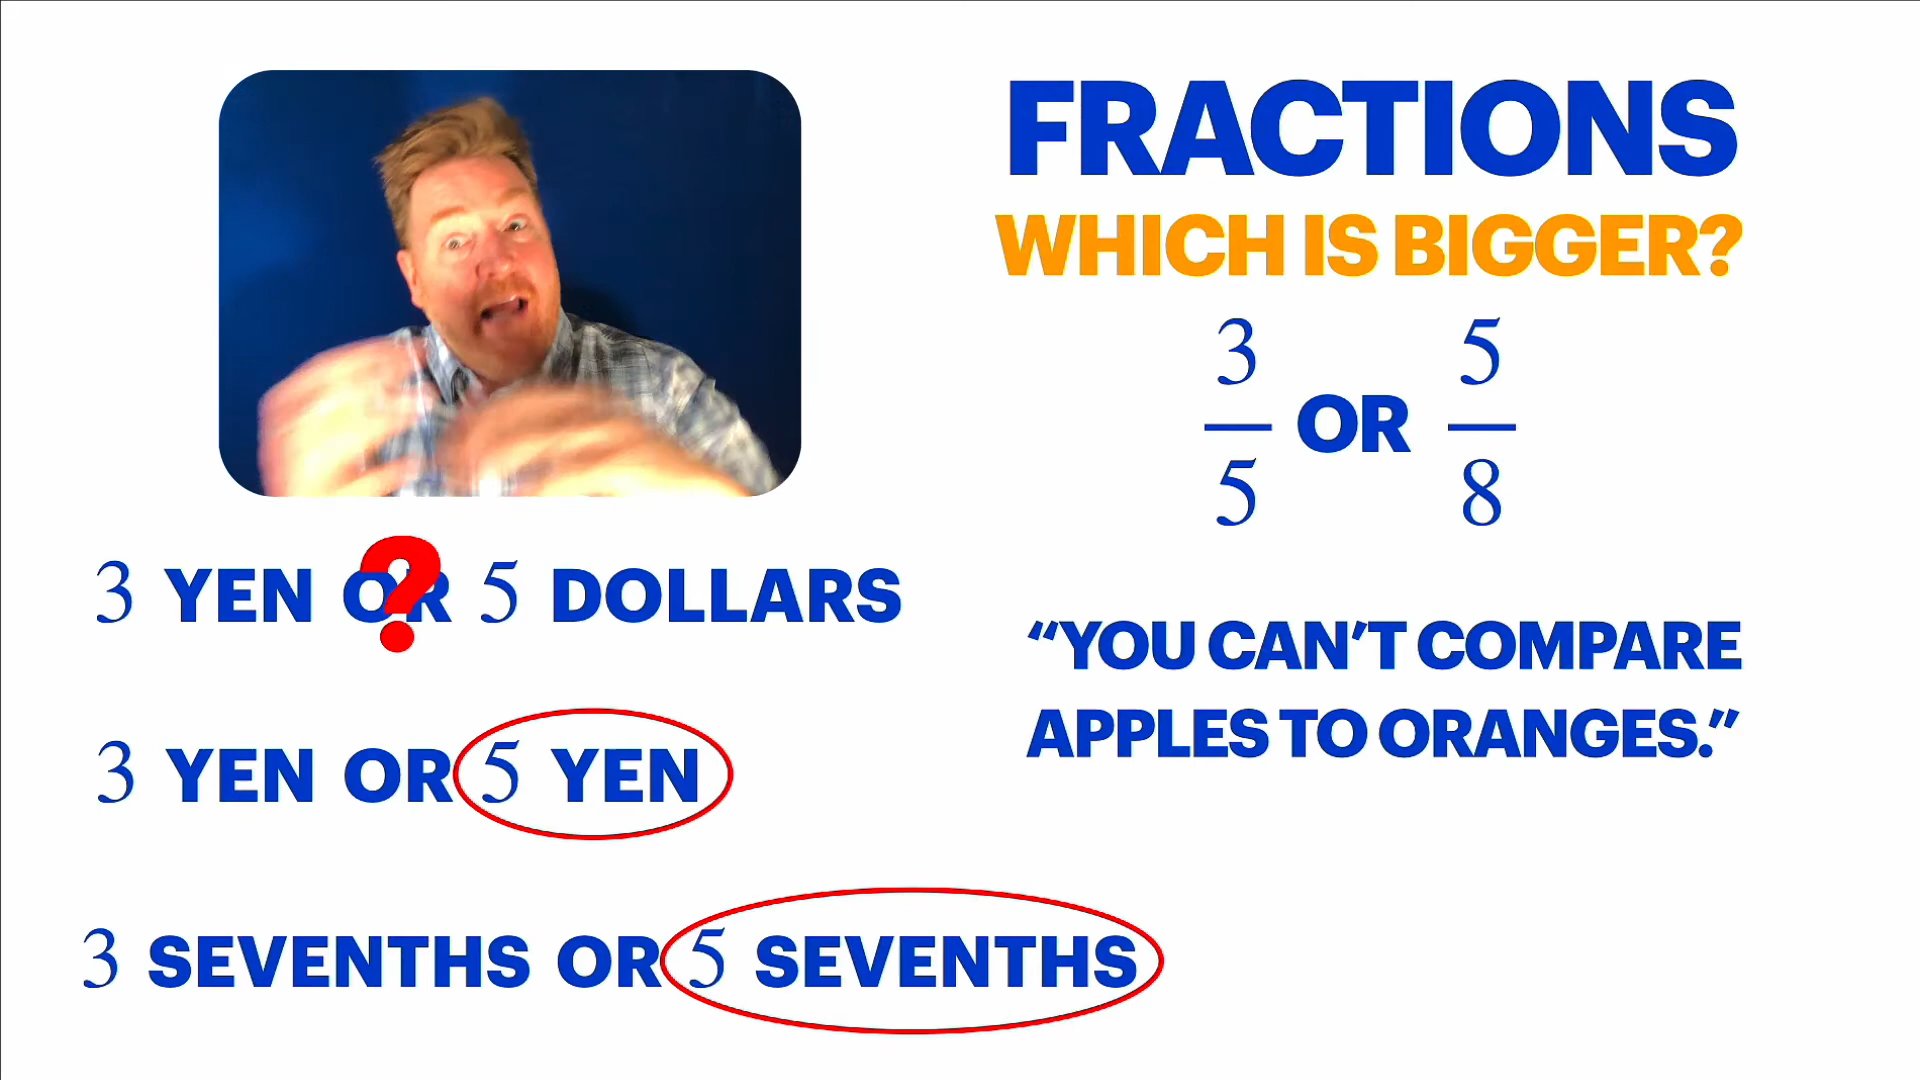 FRACTIONS
WHICH IS BIGGER?
3/5 OR 5/8
3 YEN OR 5 DOLLARS
?
"YOU CAN'T COMPARE
APPLES TO ORANGES."
3 YEN OR 5 YEN
3 SEVENTHS OR 5 SEVENTHS